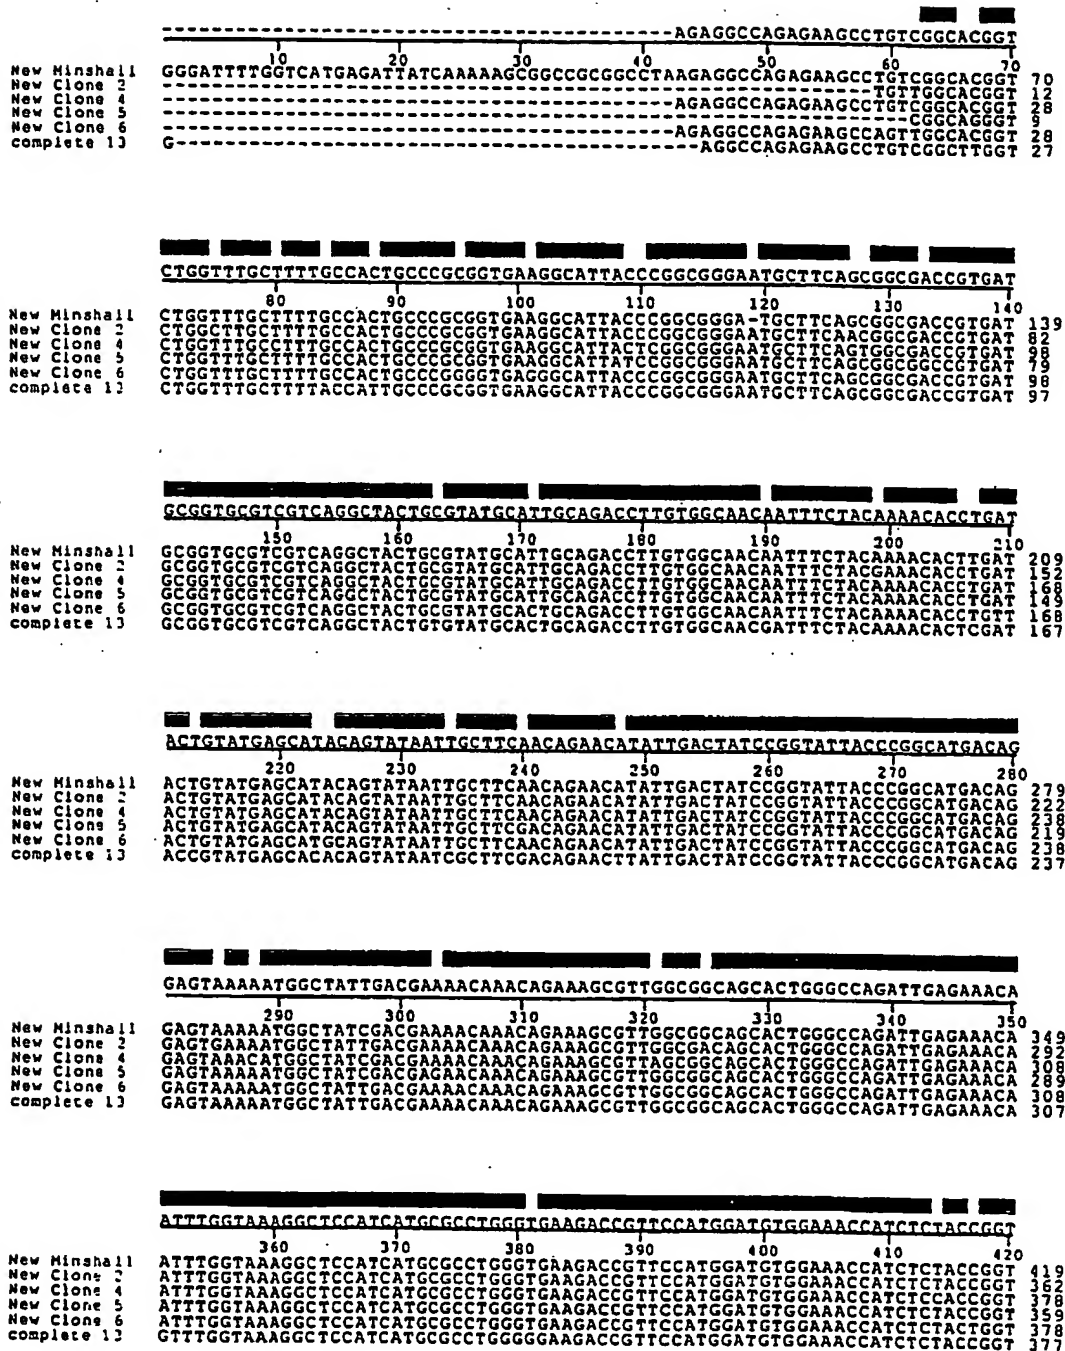 ------------------------------------------AGAGGCCAGAGAAGCCTGTCGGCACGGT
10 20 30 40 50 60 70
New Minshall GGGATTTTGGTCATGAGATTATCAAAAAGCGGCCGCGGCCTAAGAGGCCAGAGAAGCCTGTCGGCACGGT 70
New Clone 2 ----------------------------------------------------------TGTTGGCACGGT 12
New Clone 4 ------------------------------------------AGAGGCCAGAGAAGCCTGTCGGCACGGT 28
New Clone 5 -------------------------------------------------------------CGGCAGGGT 9
New Clone 6 ------------------------------------------AGAGGCCAGAGAAGCCAGTTGGCACGGT 28
complete 13 G-------------------------------------------AGGCCAGAGAAGCCTGTCGGCTTGGT 27
CTGGTTTGCTTTTGCCACTGCCCGCGGTGAAGGCATTACCCGGCGGGAATGCTTCAGCGGCGACCGTGAT
80 90 100 110 120 130 140
New Minshall CTGGTTTGCTTTTGCCACTGCCCGCGGTGAAGGCATTACCCGGCGGGA-TGCTTCAGCGGCGACCGTGAT 139
New Clone 2 CTGGCTTGCTTTTGCCACTGCCCGCGGTGAAGGCATTACCCGGCGGGAATGCTTCAACGGCGACCGTGAT 82
New Clone 4 CTGGTTTGCCTTTGCCACTGCCCGCGGTGAAGGCATTACTCGGCGGGAATGCTTCAGTGGCGACCGTGAT 98
New Clone 5 CTGGTTTGCTTTTGCCACTGCCCGCGGTGAAGGCATTATCCGGCGGGAATGCTTCAGCGGCGGCCGTGAT 79
New Clone 6 CTGGTTTGCTTTTGCCACTGCCCGGGGTGAGGGCATTACCCGGCGGGAATGCTTCAGCGGCGACCGTGAT 98
complete 13 CTGGTTTGCTTTTACCATTGCCCGCGGTGAAGGCATTACCCGGCGGGAATGCTTCAGCGGCGACCGTGAT 97
GCGGTGCGTCGTCAGGCTACTGCGTATGCATTGCAGACCTTGTGGCAACAATTTCTACAAAACACCTGAT
150 160 170 180 190 200 210
New Minshall GCGGTGCGTCGTCAGGCTACTGCGTATGCATTGCAGACCTTGTGGCAACAATTTCTACAAAACACTTGAT 209
New Clone 2 GCGGTGCGTCGTCAGGCTACTGCGTATGCATTGCAGACCTTGTGGCAACAATTTCTACGAAACACCTGAT 152
New Clone 4 GCGGTGCGTCGTCAGGCTACTGCGTATGCATTGCAGACCTTGTGGCAACAATTTCTACAAAACACCTGAT 168
New Clone 5 GCGGTGCGTCGTCAGGCTACTGCGTATGCATTGCAGACCTTGTGGCAACAATTTCTACAAAACACCTGAT 149
New Clone 6 GCGGTGCGTCGTCAGGCTACTGCGTATGCACTGCAGACCTTGTGGCAACAATTTCTACAAAACACCTGTT 168
complete 13 GCGGTGCGTCGTCAGGCTACTGTGTATGCACTGCAGACCTTGTGGCAACGATTTCTACAAAACACTCGAT 167
ACTGTATGAGCATACAGTATAATTGCTTCAACAGAACATATTGACTATCCGGTATTACCCGGCATGACAG
220 230 240 250 260 270 280
New Minshall ACTGTATGAGCATACAGTATAATTGCTTCAACAGAACATATTGACTATCCGGTATTACCCGGCATGACAG 279
New Clone 2 ACTGTATGAGCATACAGTATAATTGCTTCAACAGAACATATTGACTATCCGGTATTACCCGGCATGACAG 222
New Clone 4 ACTGTATGAGCATACAGTATAATTGCTTCAACAGAACATATTGACTATCCGGTATTACCCGGCATGACAG 238
New Clone 5 ACTGTATGAGCATACAGTATAATTGCTTCGACAGAACATATTGACTATCCGGTATTACCCGGCATGACAG 219
New Clone 6 ACTGTATGAGCATGCAGTATAATTGCTTCAACAGAACATATTGACTATCCGGTATTACCCGGCATGACAG 238
complete 13 ACCGTATGAGCACACAGTATAATCGCTTCGACAGAACTTATTGACTATCCGGTATTACCCGGCATGACAG 237
GAGTAAAAATGGCTATTGACGAAAACAAACAGAAAGCGTTGGCGGCAGCACTGGGCCAGATTGAGAAACA
290 300 310 320 330 340 350
New Minshall GAGTAAAAATGGCTATCGACGAAAACAAACAGAAAGCGTTGGCGGCAGCACTGGGCCAGATTGAGAAACA 349
New Clone 2 GAGTGAAAATGGCTATTGACGAAAACAAACAGAAAGCGTTGGCGACAGCACTGGGCCAGATTGAGAAACA 292
New Clone 4 GAGTAAACATGGCTATTGACGAAAACAAACAGAAAGCGTTAGCGGCAGCACTGGGCCAGATTGAGAAACA 308
New Clone 5 GAGTAAAAATGGCTATCGACGAGAACAAACAGAAAGCGTTGGCGGCAGCACTGGGCCAGATTGAGAAACA 289
New Clone 6 GAGTAAAAATGGCTATTGACGAAAACAAACAGAAAGCGTTGGCGGCAGCACTGGGCCAGATTGAGAAACA 308
complete 13 GAGTAAAAATGGCTATTGACGAAAACAAACAGAAAGCGTTGGCGGCAGCACTGGGCCAGATTGAGAAACA 307
ATTTGGTAAAGGCTCCATCATGCGCCTGGGTGAAGACCGTTCCATGGATGTGGAAACCATCTCTACCGGT
360 370 380 390 400 410 420
New Minshall ATTTGGTAAAGGCTCCATCATGCGCCTGGGTGAAGACCGTTCCATGGATGTGGAAACCATCTCTACCGGT 419
New Clone 2 ATTTGGTAAAGGCTCCATCATGCGCCTGGGTGAAGACCGTTCCATGGATGTGGAAACCATCTCTACCGGT 362
New Clone 4 ATTTGGTAAAGGCTCCATCATGCGCCTGGGTGAAGACCGTTCCATGGATGTGGAAACCATCTCCACCGGT 378
New Clone 5 ATTTGGTAAAGGCTCCATCATGCGCCTGGGTGAAGACCGTTCCATGGATGTGGAAACCATCTCTACCGGT 359
New Clone 6 ATTTGGTAAAGGCTCCATCATGCGCCTGGGTGAAGACCGTTCCATGGATGTGGAAACCATCTCTACTGGT 378
complete 13 GTTTGGTAAAGGCTCCATCATGCGCCTGGGGGAAGACCGTTCCATGGATGTGGAAACCATCTCTACCGGT 377